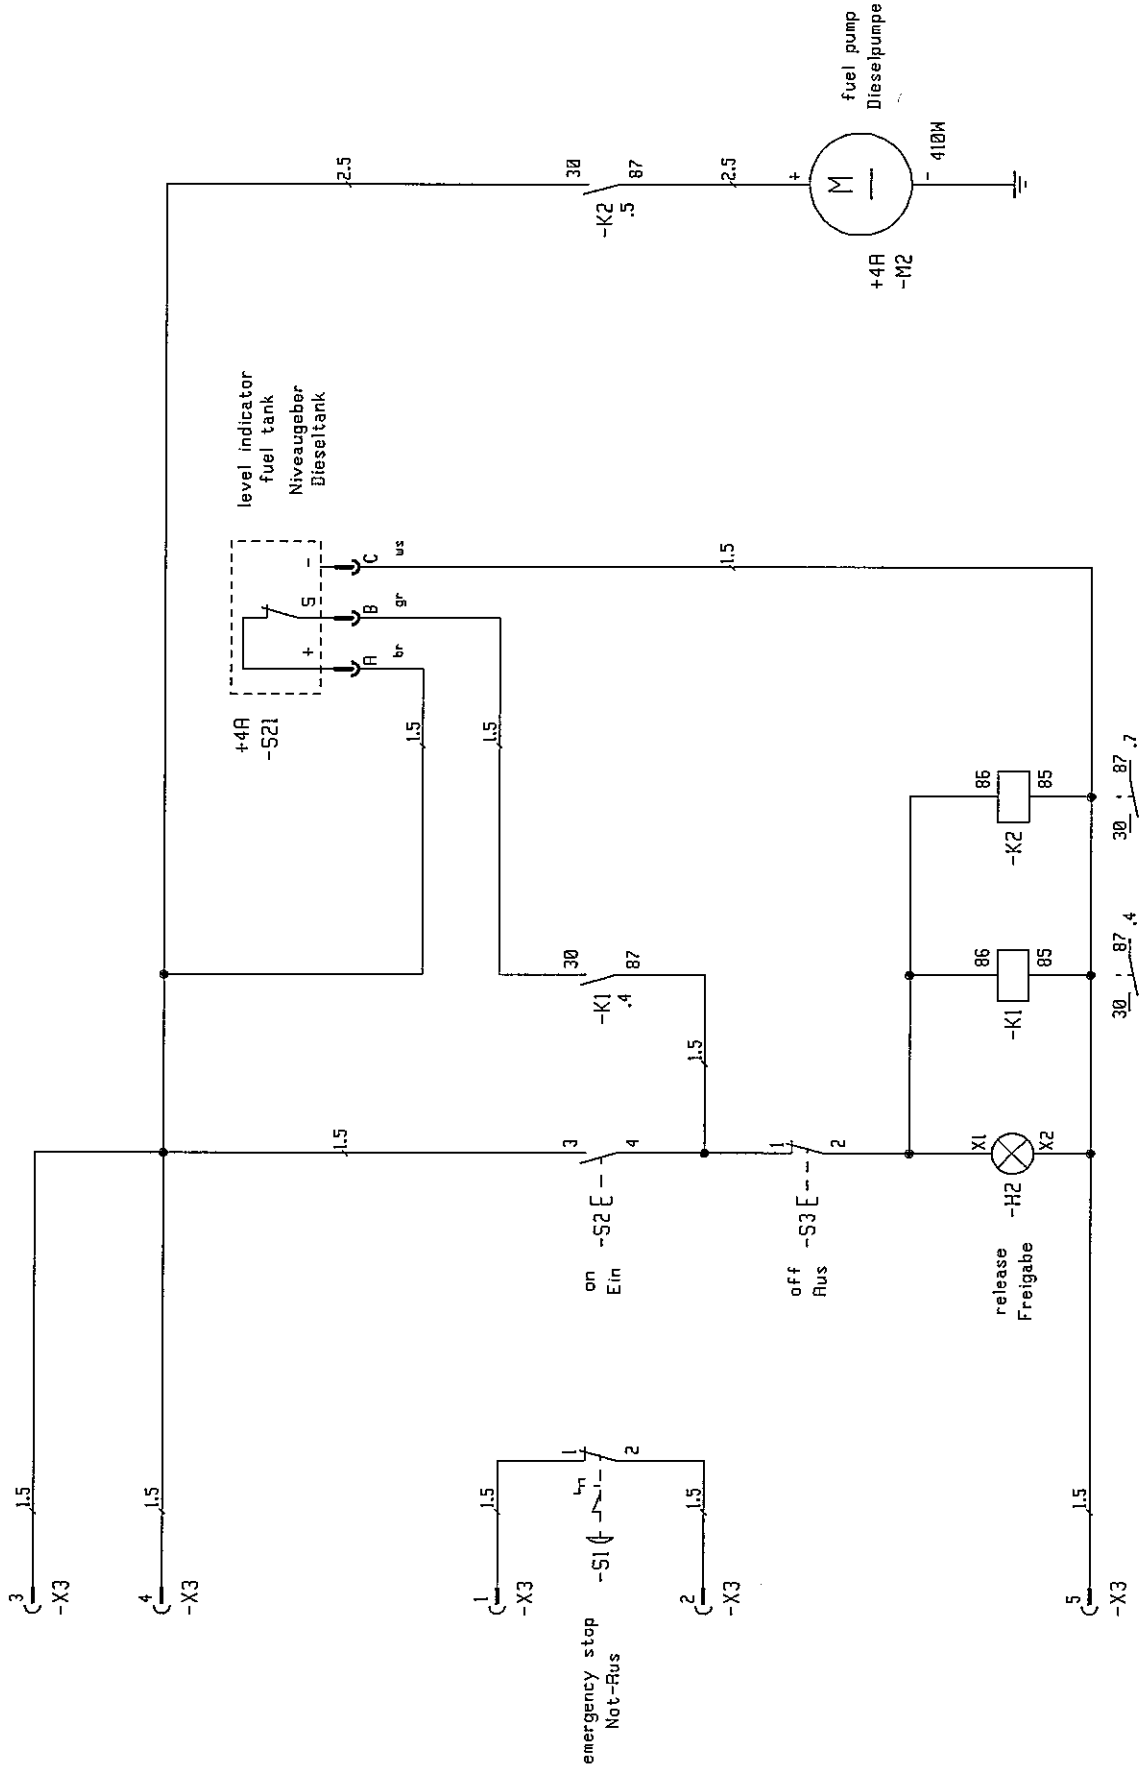 3
-X3
1.5
4
-X3
1.5
1
-X3
1.5
2
-X3
1.5
5
-X3
1.5
emergency stop
Not-Aus
-S1
1
2
1.5
on
Ein
-S2
3
4
off
Aus
-S3
1
2
release
Freigabe
-H2
X1
X2
1.5
-K1
.4
30
87
-K1
86
85
30
87
.4
-K2
86
85
30
87
.7
+4A
-S21
+
S
-
A
B
C
br
gr
ws
1.5
1.5
1.5
level indicator
fuel tank
Niveaugeber
Dieseltank
2.5
-K2
.5
30
87
2.5
+4A
-M2
+
M
-
410W
fuel pump
Dieselpumpe